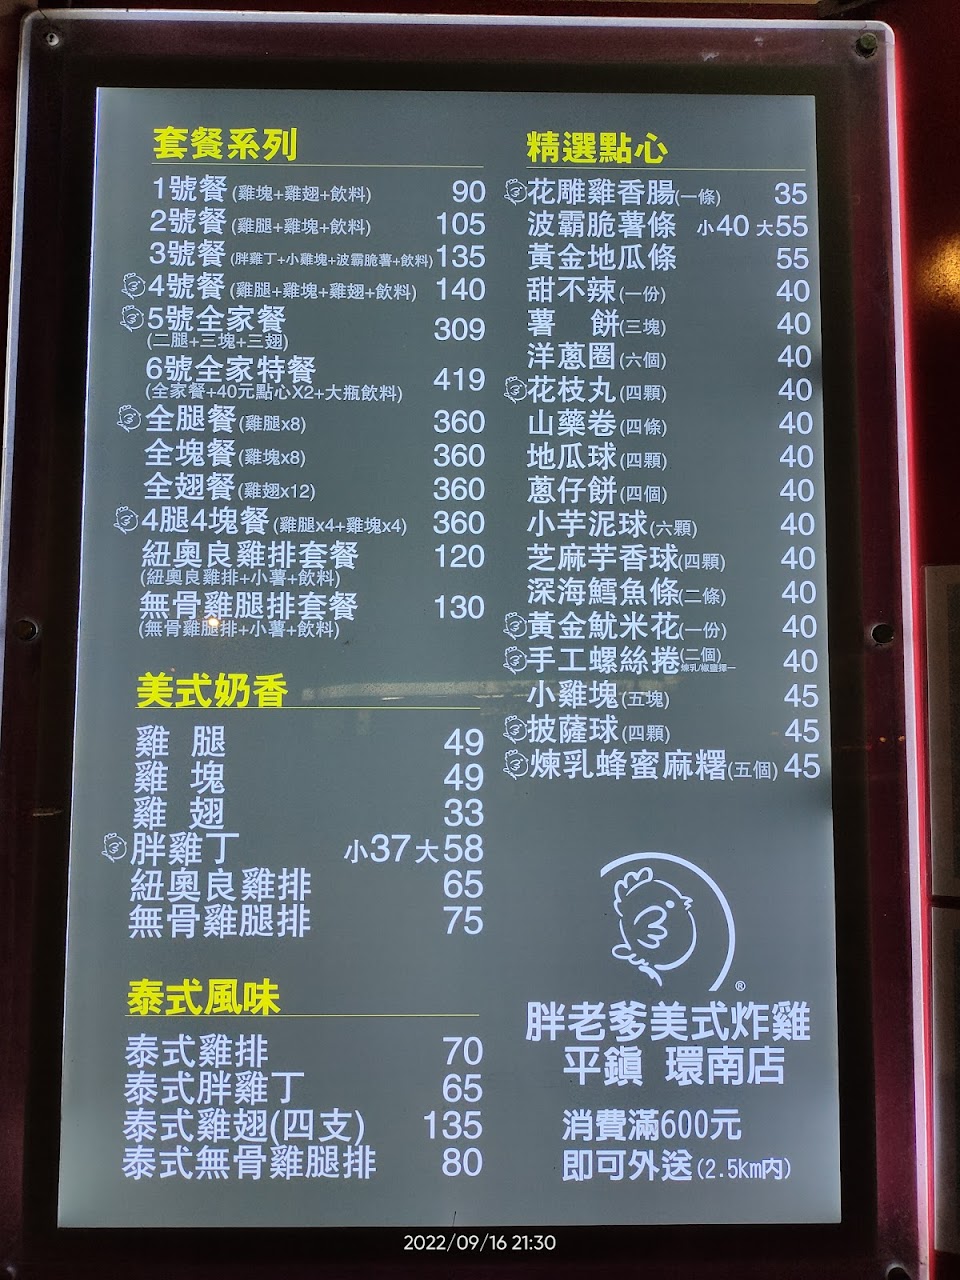 套餐系列
1號餐(雞塊+雞翅+飲料) 90
2號餐(雞腿+雞塊+飲料) 105
3號餐(胖雞丁+小雞塊+波霸脆薯+飲料) 135
4號餐(雞腿+雞塊+雞翅+飲料) 140
5號全家餐 309
(二腿+三塊+三翅)
6號全家特餐 419
(全家餐+40元點心X2+大瓶飲料)
全腿餐(雞腿x8) 360
全塊餐(雞塊x8) 360
全翅餐(雞翅x12) 360
4腿4塊餐(雞腿x4+雞塊x4) 360
紐奧良雞排套餐 120
(紐奧良雞排+小薯+飲料)
無骨雞腿排套餐 130
(無骨雞腿排+小薯+飲料)
美式奶香
雞 腿 49
雞 塊 49
雞 翅 33
胖雞丁 小37大58
紐奧良雞排 65
無骨雞腿排 75
泰式風味
泰式雞排 70
泰式胖雞丁 65
泰式雞翅(四支) 135
泰式無骨雞腿排 80
精選點心
花雕雞香腸(一條) 35
波霸脆薯條 小40 大55
黃金地瓜條 55
甜不辣(一份) 40
薯 餅(三塊) 40
洋蔥圈(六個) 40
花枝丸(四顆) 40
山藥卷(四條) 40
地瓜球(四顆) 40
蔥仔餅(四個) 40
小芋泥球(六顆) 40
芝麻芋香球(四顆) 40
深海鱈魚條(二條) 40
黃金魷米花(一份) 40
手工螺絲捲(二個) 40
煉乳/椒鹽擇一
小雞塊(五塊) 45
披薩球(四顆) 45
煉乳蜂蜜麻糬(五個) 45
®
胖老爹美式炸雞
平鎮 環南店
消費滿600元
即可外送(2.5km內)
2022/09/16 21:30